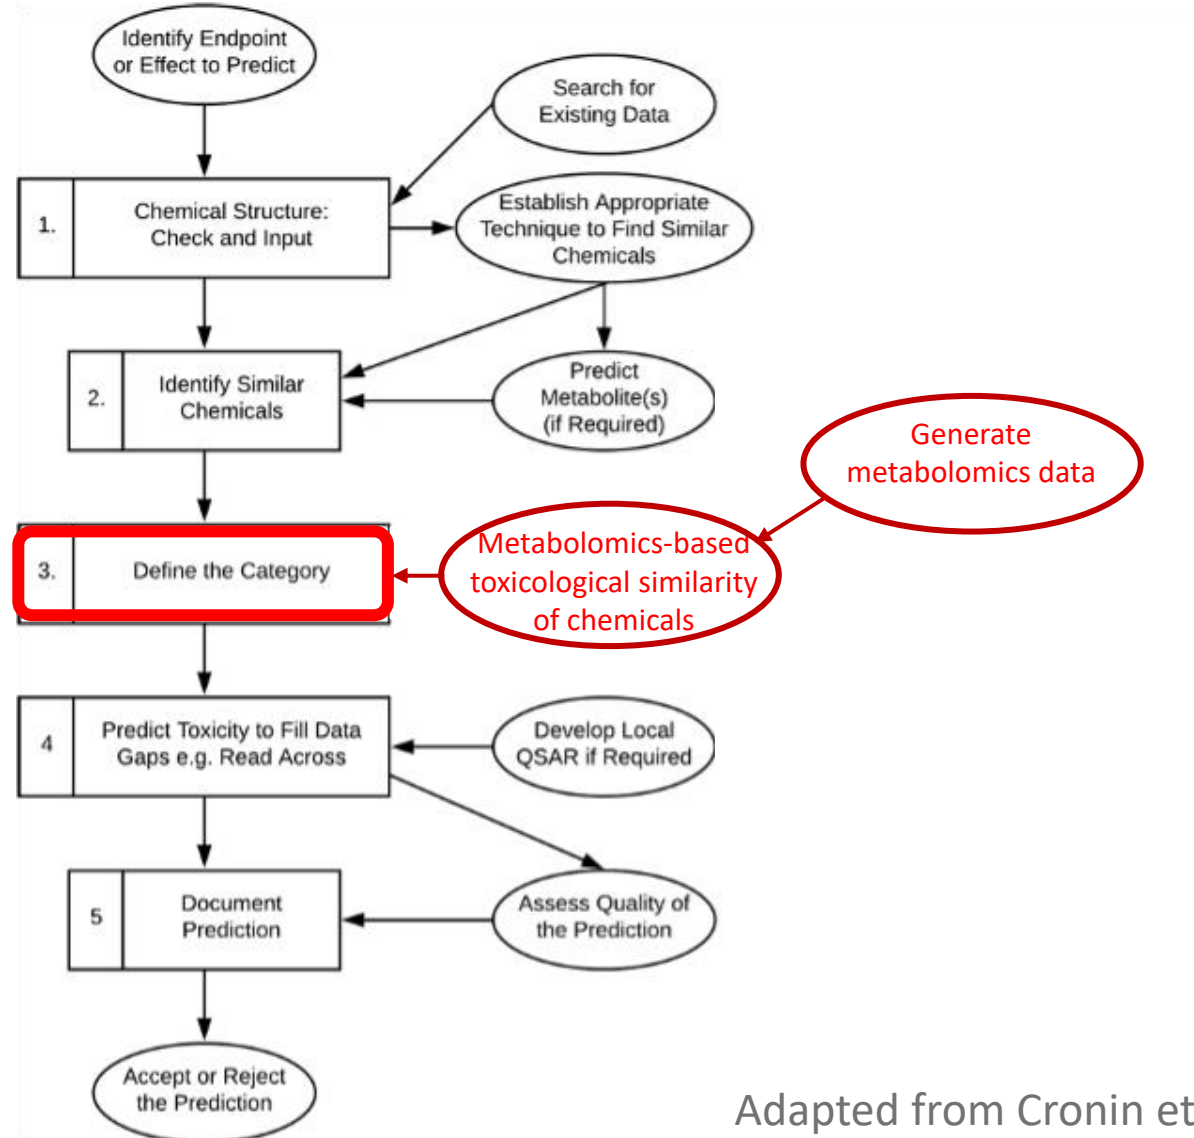 Identify Endpoint
or Effect to Predict
Search for
Existing Data
1.
Chemical Structure:
Check and Input
Establish Appropriate
Technique to Find Similar
Chemicals
2.
Identify Similar
Chemicals
Predict
Metabolite(s)
(if Required)
Generate
metabolomics data
3.
Define the Category
Metabolomics-based
toxicological similarity
of chemicals
4
Predict Toxicity to Fill Data
Gaps e.g. Read Across
Develop Local
QSAR if Required
5
Document
Prediction
Assess Quality of
the Prediction
Accept or Reject
the Prediction
Adapted from Cronin et